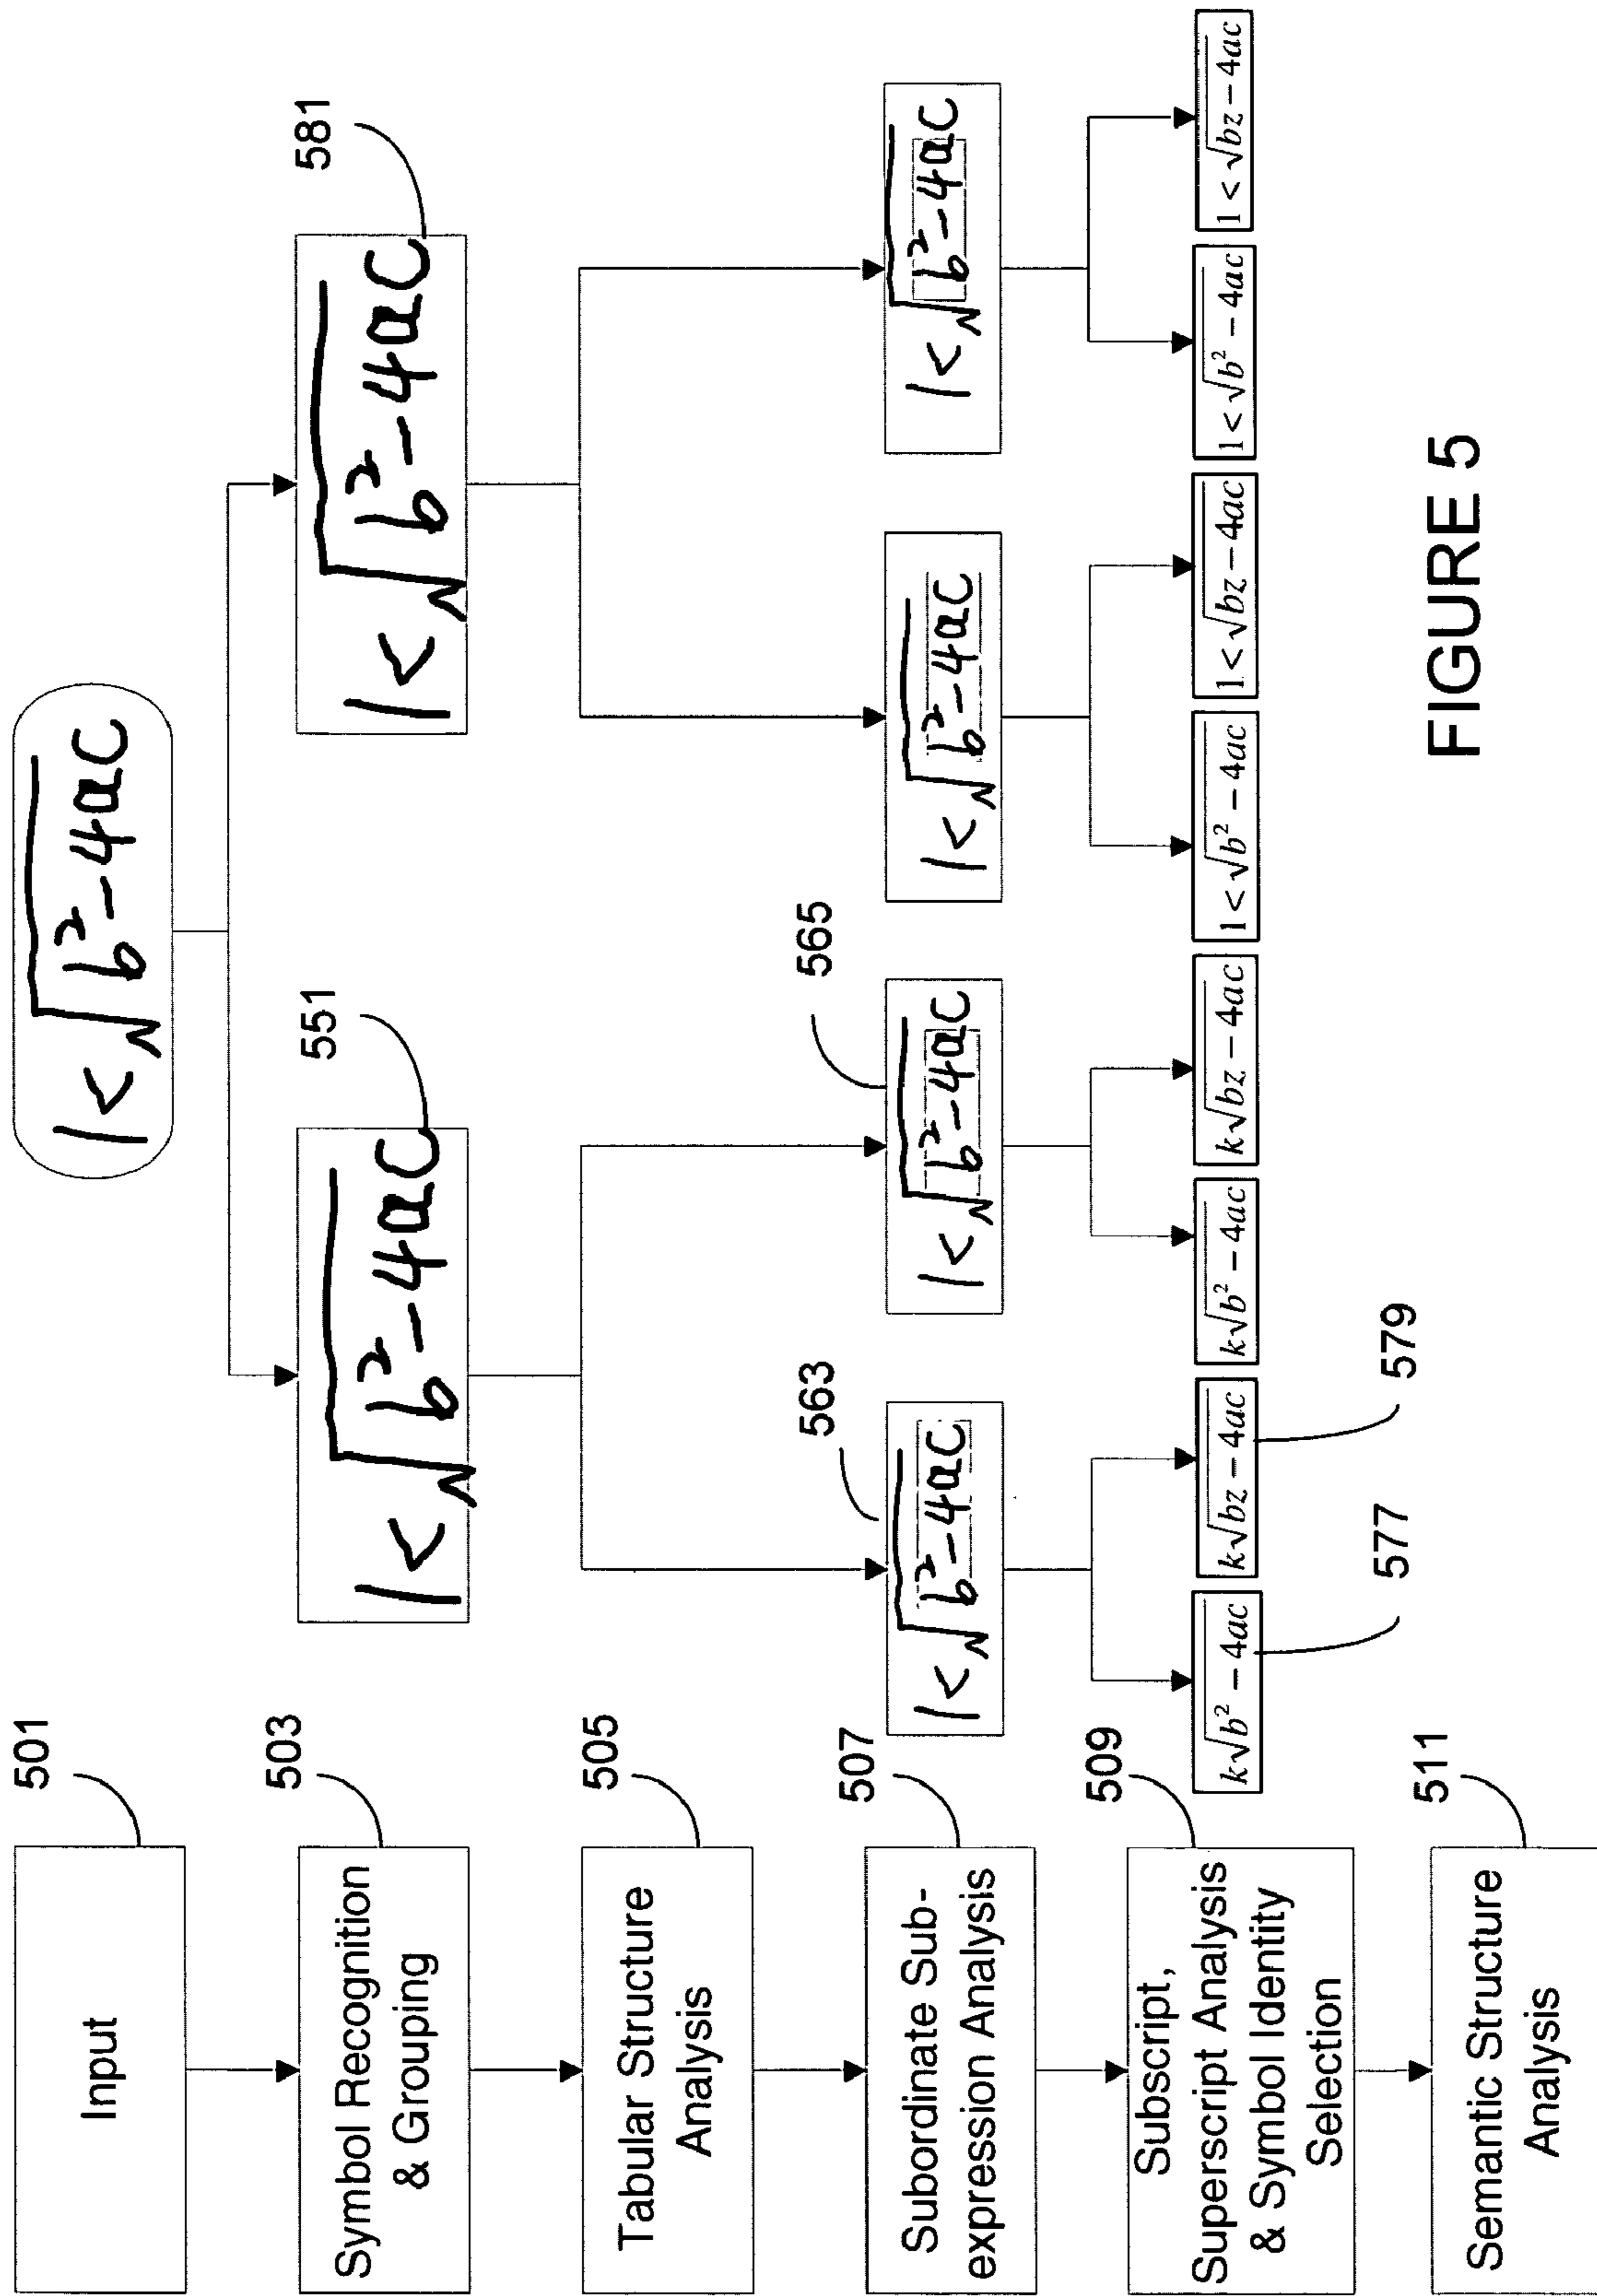 501
Input
503
Symbol Recognition
& Grouping
505
Tabular Structure
Analysis
507
Subordinate Sub-
expression Analysis
509
Subscript,
Superscript Analysis
& Symbol Identity
Selection
511
Semantic Structure
Analysis
1<√b²-4ac
551
1<√b²-4ac
581
1<√b²-4ac
563
1<√b²-4ac
565
1<√b²-4ac
1<√b²-4ac
1<√b²-4ac
k√b² − 4ac
k√bz − 4ac
k√b² − 4ac
k√bz − 4ac
1 < √b² − 4ac
1 < √bz − 4ac
1 < √b² − 4ac
1 < √bz − 4ac
577
579
FIGURE 5